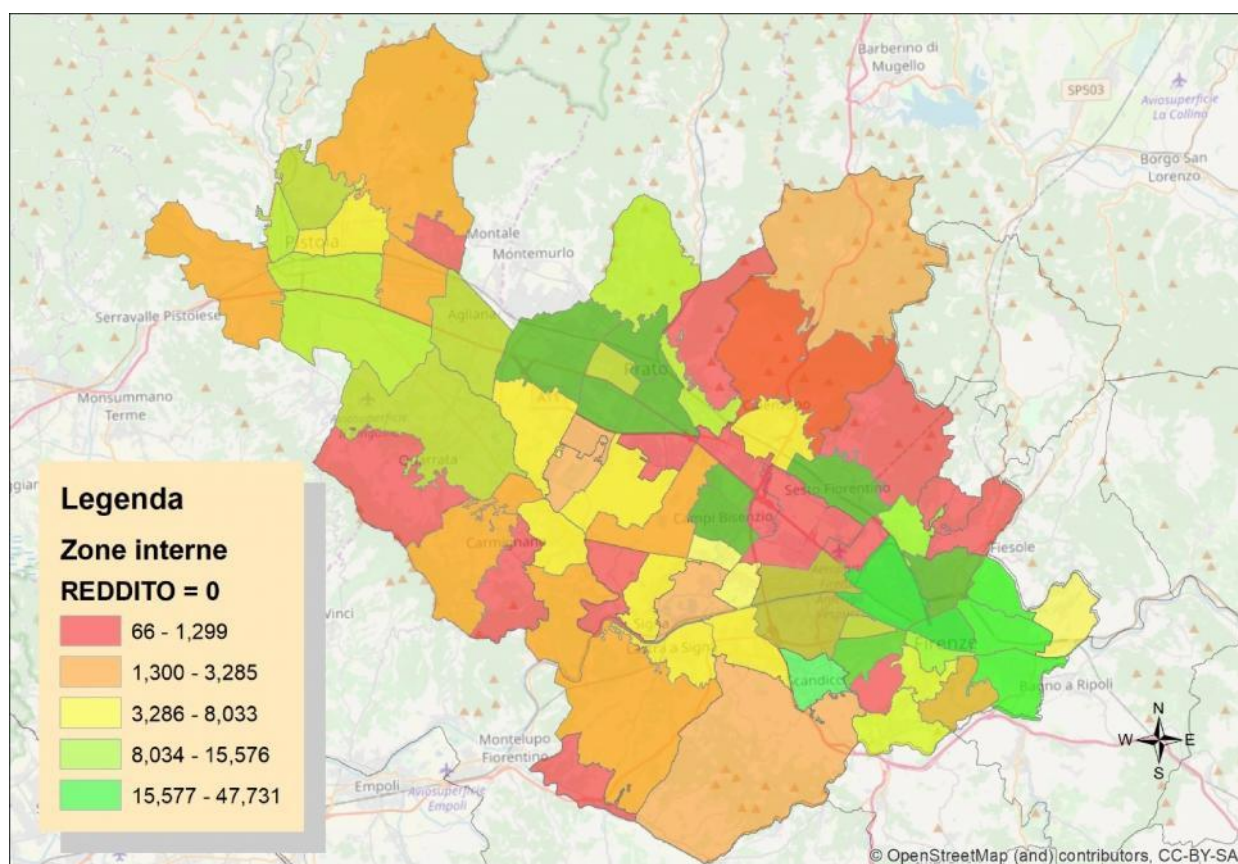 Barberino di
Mugello
SP503
Aviosuperficie
La Collina
Borgo San
Lorenzo
Pistoia
Montale
Montemurlo
Serravalle Pistoiese
Agliana
Prato
A11
Monsummano
Terme
Quarrata
Sesto Fiorentino
Campi Bisenzio
Carmignano
Fiesole
Vinci
Signa
Lastra a Signa
Firenze
Scandicci
Bagno a Ripoli
Montelupo
Fiorentino
Empoli
Aviosuperficie
Empoli
Legenda
Zone interne
REDDITO = 0
66 - 1,299
1,300 - 3,285
3,286 - 8,033
8,034 - 15,576
15,577 - 47,731
N
W
E
S
© OpenStreetMap (and) contributors, CC-BY-SA